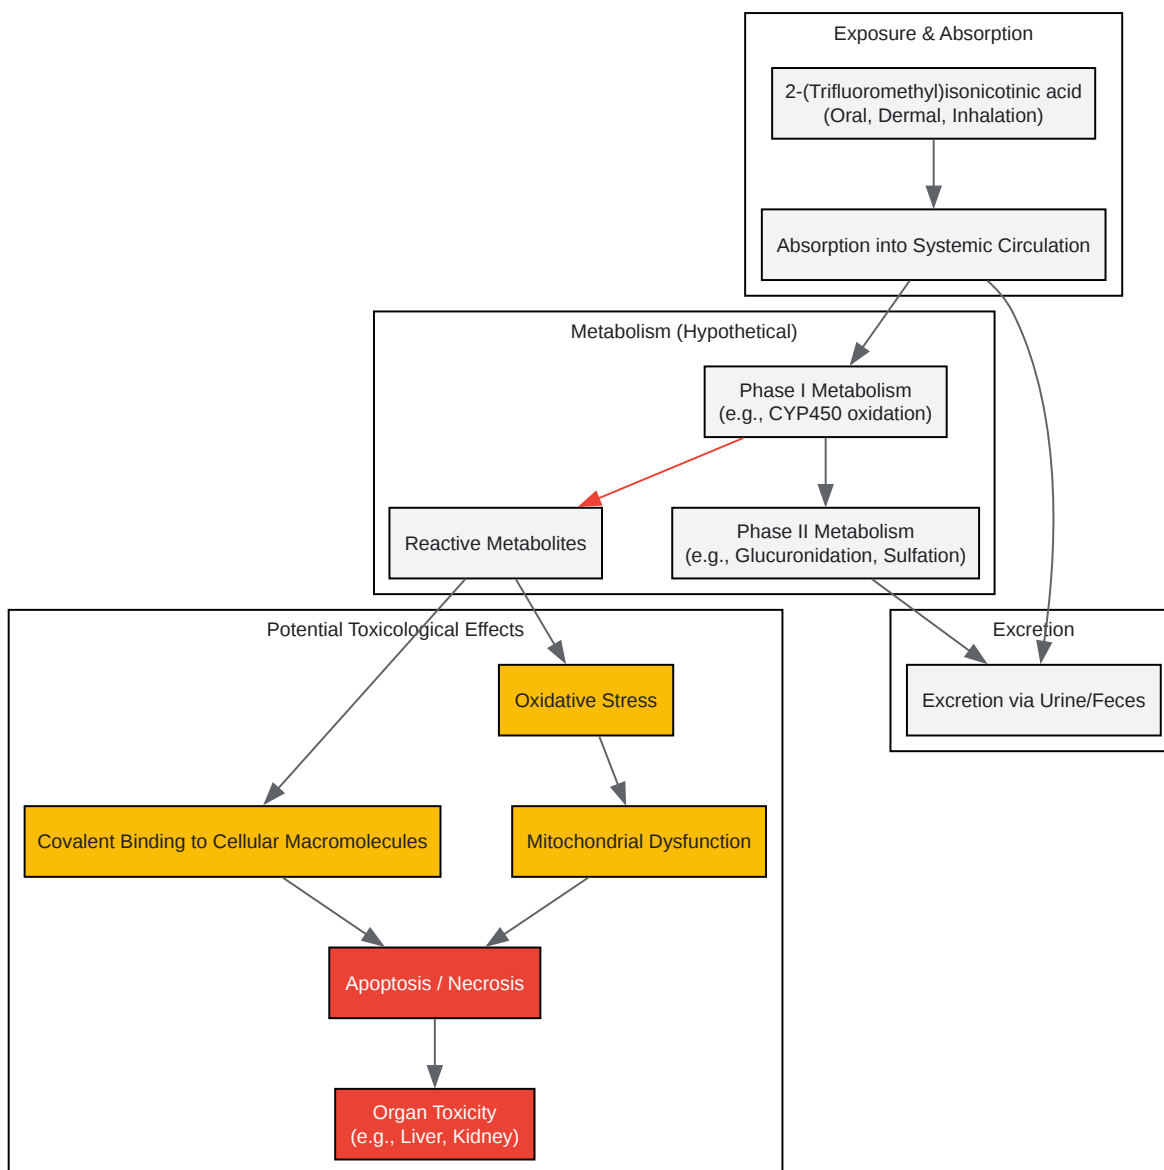 Exposure & Absorption
2-(Trifluoromethyl)isonicotinic acid
(Oral, Dermal, Inhalation)
Absorption into Systemic Circulation
Metabolism (Hypothetical)
Phase I Metabolism
(e.g., CYP450 oxidation)
Reactive Metabolites
Phase II Metabolism
(e.g., Glucuronidation, Sulfation)
Potential Toxicological Effects
Excretion
Oxidative Stress
Excretion via Urine/Feces
Covalent Binding to Cellular Macromolecules
Mitochondrial Dysfunction
Apoptosis / Necrosis
Organ Toxicity
(e.g., Liver, Kidney)